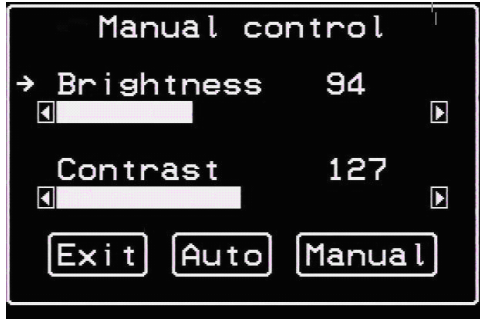 Manual control
→ Brightness 94
Contrast 127
Exit Auto Manual